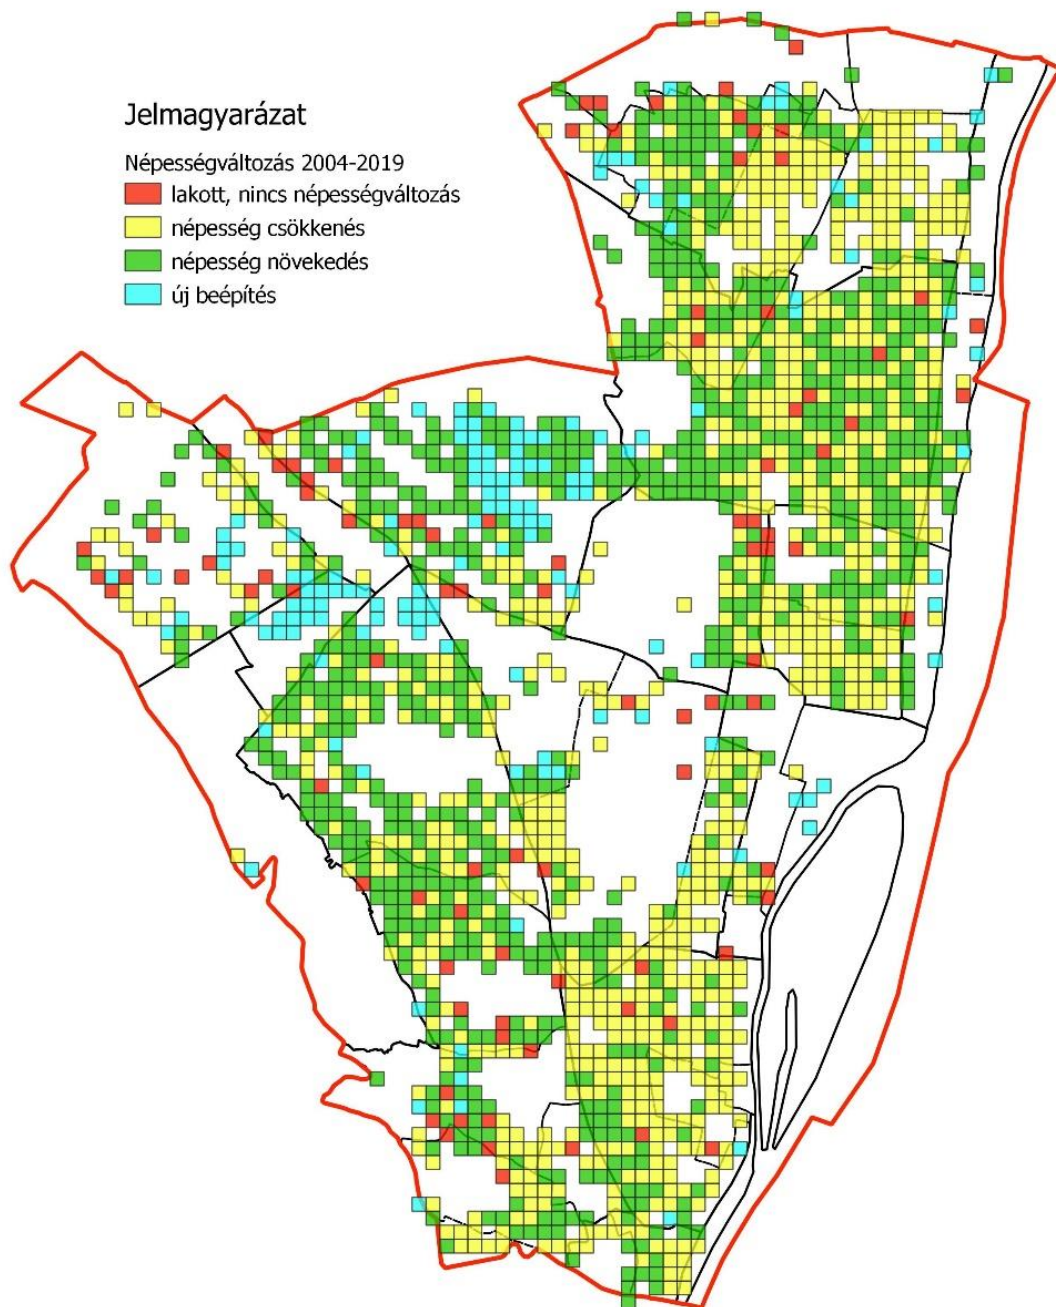 Jelmagyarázat
Népességváltozás 2004-2019
lakott, nincs népességváltozás
népesség csökkenés
népesség növekedés
új beépítés